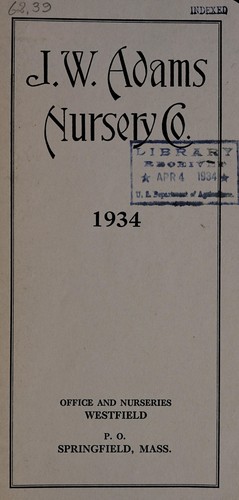 62.39
INDEXED
J. W. Adams
Nursery Co.
LIBRARY
RECEIVED
★ APR 4 1934 ★
U. S. Department of Agriculture.
1934
OFFICE AND NURSERIES
WESTFIELD
P. O.
SPRINGFIELD, MASS.